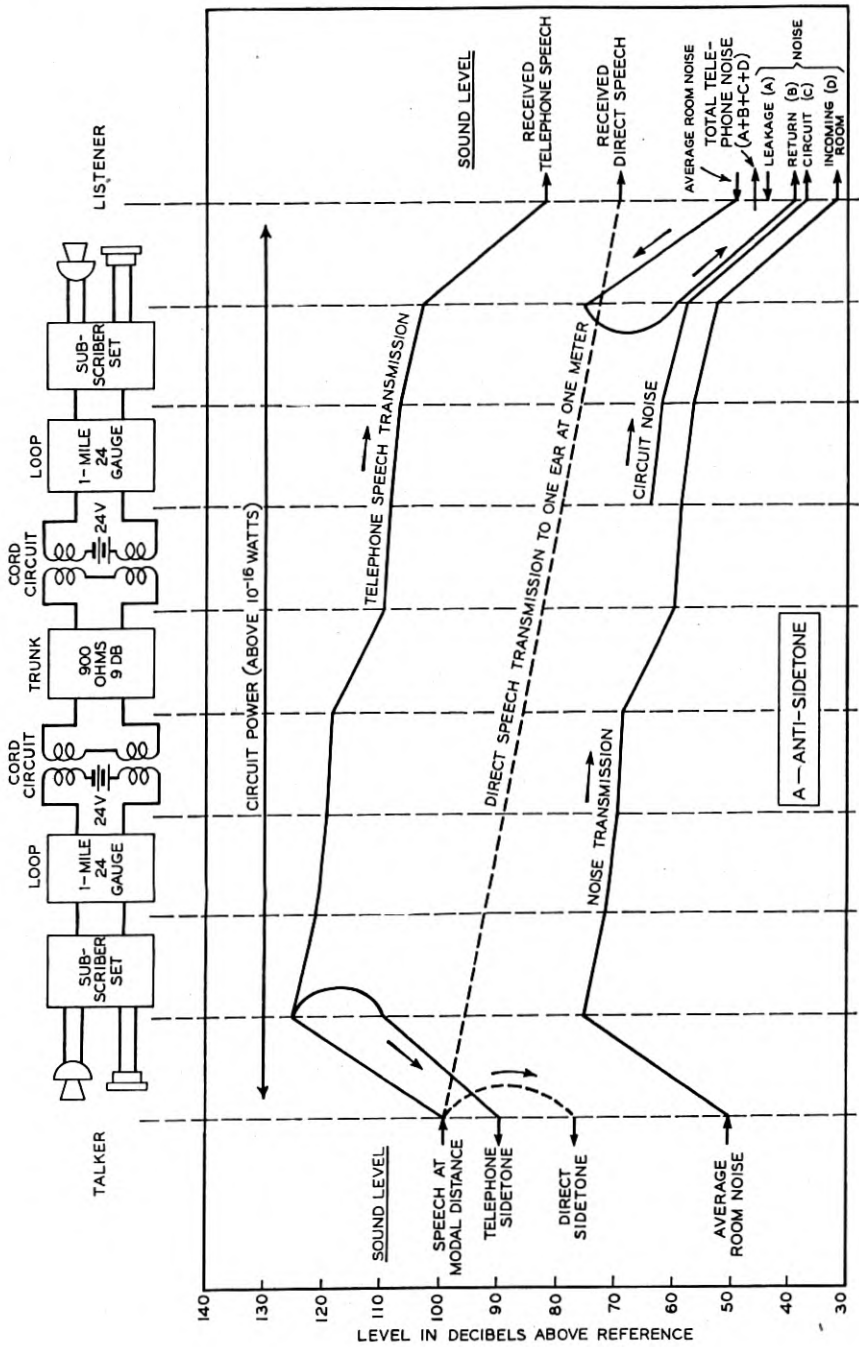 TALKER
LISTENER
SUB-
SCRIBER
SET
LOOP
1-MILE
24
GAUGE
CORD
CIRCUIT
24V
TRUNK
900
OHMS
9 DB
CORD
CIRCUIT
24V
LOOP
1-MILE
24
GAUGE
SUB-
SCRIBER
SET
LEVEL IN DECIBELS ABOVE REFERENCE
140
130
120
110
100
90
80
70
60
50
40
30
CIRCUIT POWER (ABOVE 10⁻¹⁶ WATTS)
SOUND LEVEL
SPEECH AT
MODAL DISTANCE
TELEPHONE
SIDETONE
DIRECT
SIDETONE
AVERAGE
ROOM NOISE
TELEPHONE SPEECH TRANSMISSION
DIRECT SPEECH TRANSMISSION TO ONE EAR AT ONE METER
NOISE TRANSMISSION
CIRCUIT NOISE
A—ANTI-SIDETONE
SOUND LEVEL
RECEIVED
TELEPHONE SPEECH
RECEIVED
DIRECT SPEECH
AVERAGE ROOM NOISE
TOTAL TELE-
PHONE NOISE
(A+B+C+D)
LEAKAGE (A)
RETURN (B)
CIRCUIT (C)
INCOMING (D)
ROOM
NOISE